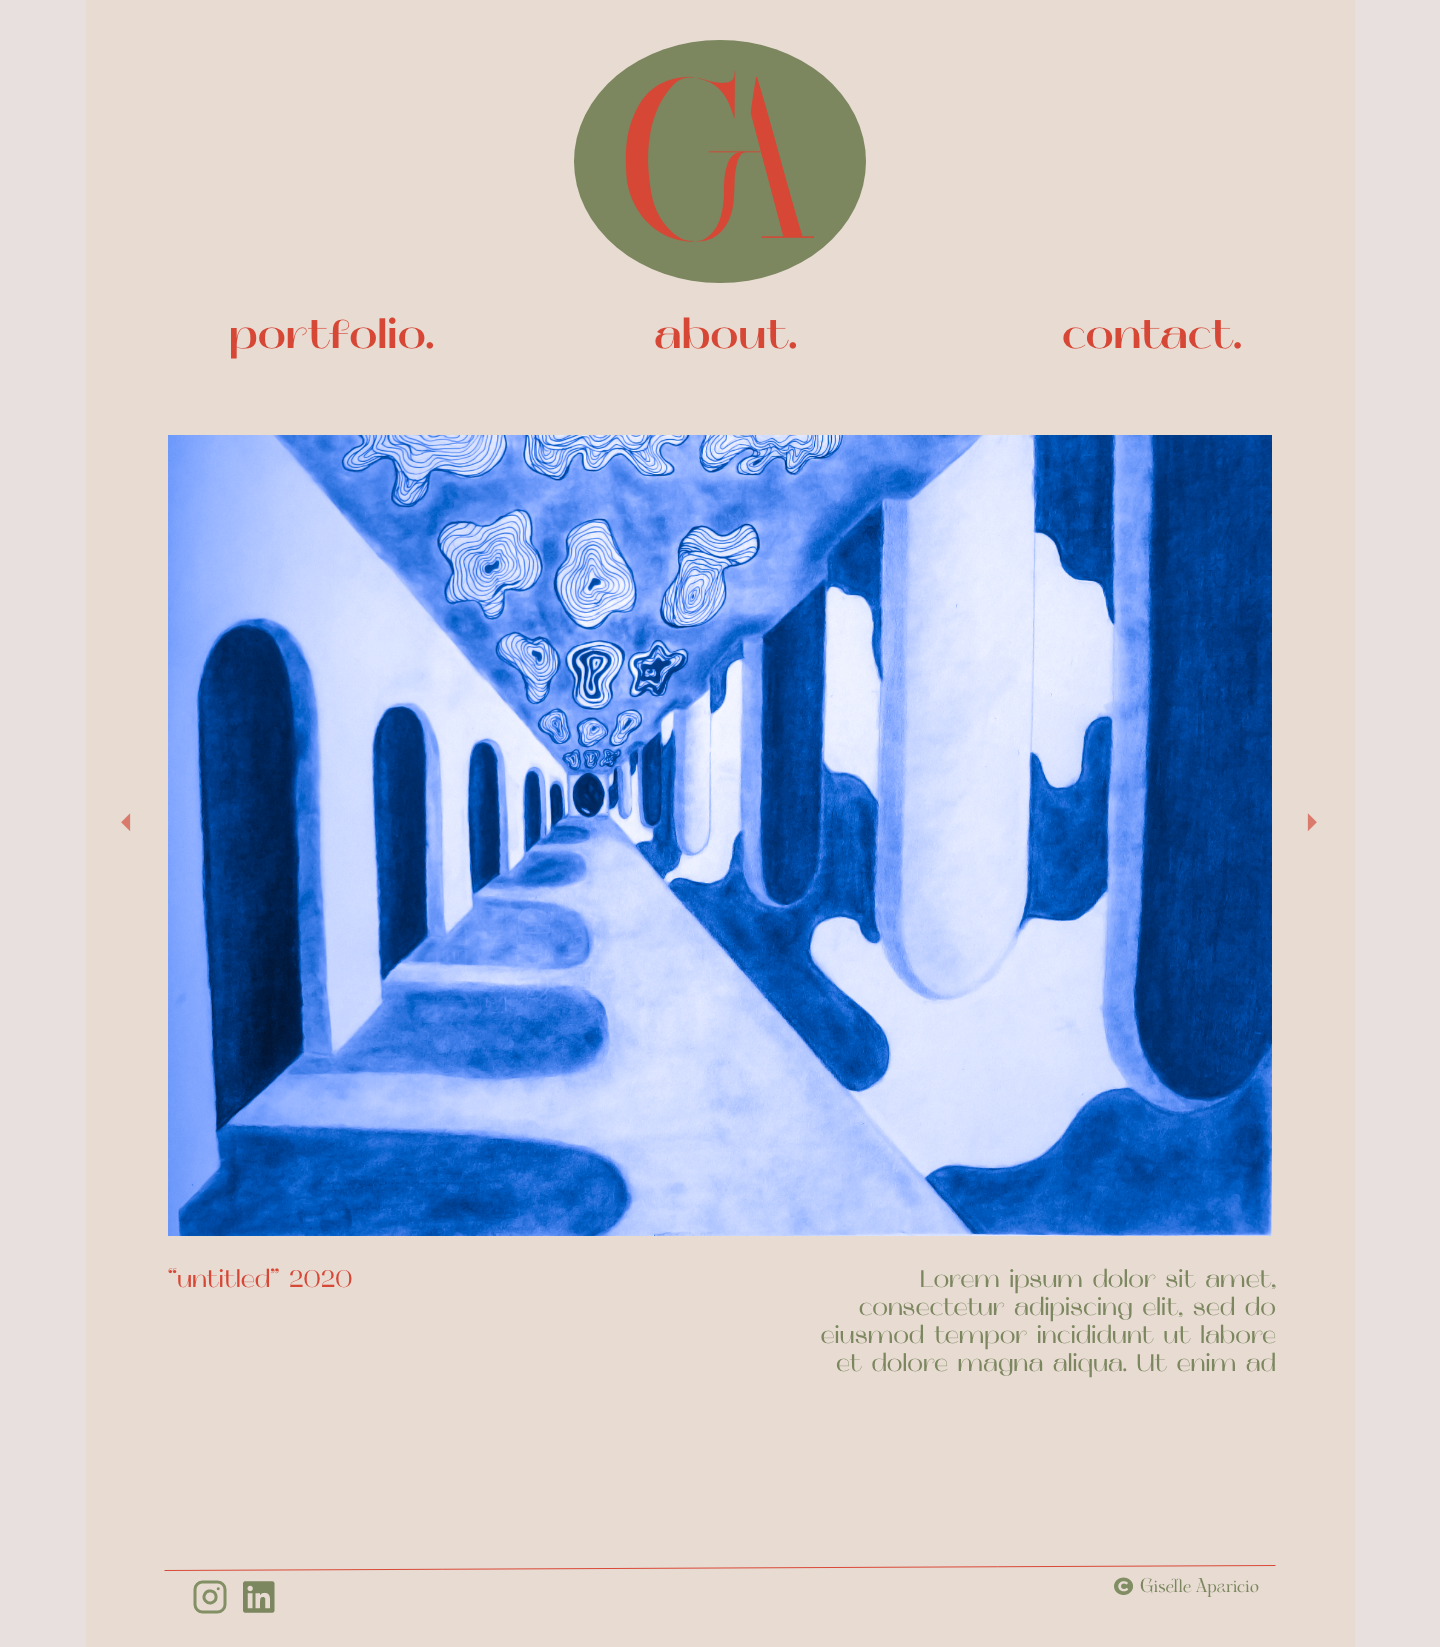 GA
portfolio.
about.
contact.
“untitled” 2020
Lorem ipsum dolor sit amet,
consectetur adipiscing elit, sed do
eiusmod tempor incididunt ut labore
et dolore magna aliqua. Ut enim ad
in
© Giselle Aparicio